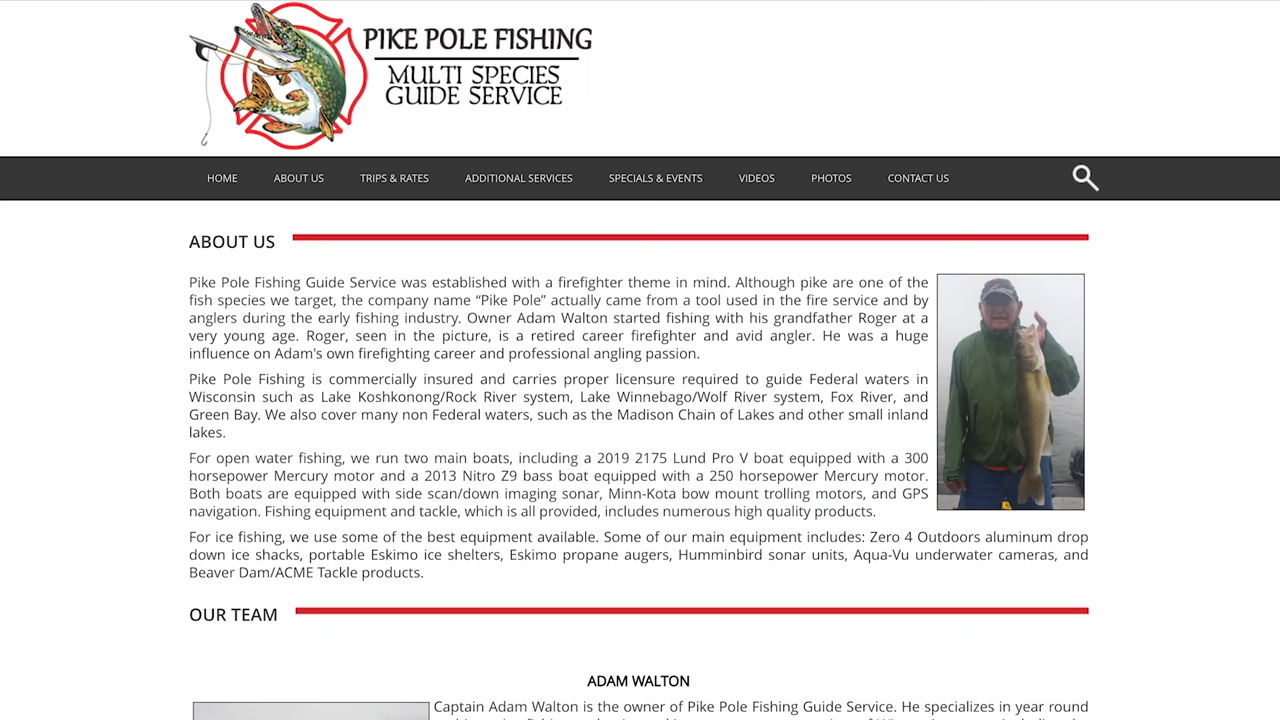 PIKE POLE FISHING
MULTI SPECIES
GUIDE SERVICE
HOME ABOUT US TRIPS & RATES ADDITIONAL SERVICES SPECIALS & EVENTS VIDEOS PHOTOS CONTACT US
ABOUT US
Pike Pole Fishing Guide Service was established with a firefighter theme in mind. Although pike are one of the
fish species we target, the company name “Pike Pole” actually came from a tool used in the fire service and by
anglers during the early fishing industry. Owner Adam Walton started fishing with his grandfather Roger at a
very young age. Roger, seen in the picture, is a retired career firefighter and avid angler. He was a huge
influence on Adam's own firefighting career and professional angling passion.
Pike Pole Fishing is commercially insured and carries proper licensure required to guide Federal waters in
Wisconsin such as Lake Koshkonong/Rock River system, Lake Winnebago/Wolf River system, Fox River, and
Green Bay. We also cover many non Federal waters, such as the Madison Chain of Lakes and other small inland
lakes.
For open water fishing, we run two main boats, including a 2019 2175 Lund Pro V boat equipped with a 300
horsepower Mercury motor and a 2013 Nitro Z9 bass boat equipped with a 250 horsepower Mercury motor.
Both boats are equipped with side scan/down imaging sonar, Minn-Kota bow mount trolling motors, and GPS
navigation. Fishing equipment and tackle, which is all provided, includes numerous high quality products.
For ice fishing, we use some of the best equipment available. Some of our main equipment includes: Zero 4 Outdoors aluminum drop
down ice shacks, portable Eskimo ice shelters, Eskimo propane augers, Humminbird sonar units, Aqua-Vu underwater cameras, and
Beaver Dam/ACME Tackle products.
OUR TEAM
ADAM WALTON
Captain Adam Walton is the owner of Pike Pole Fishing Guide Service. He specializes in year round